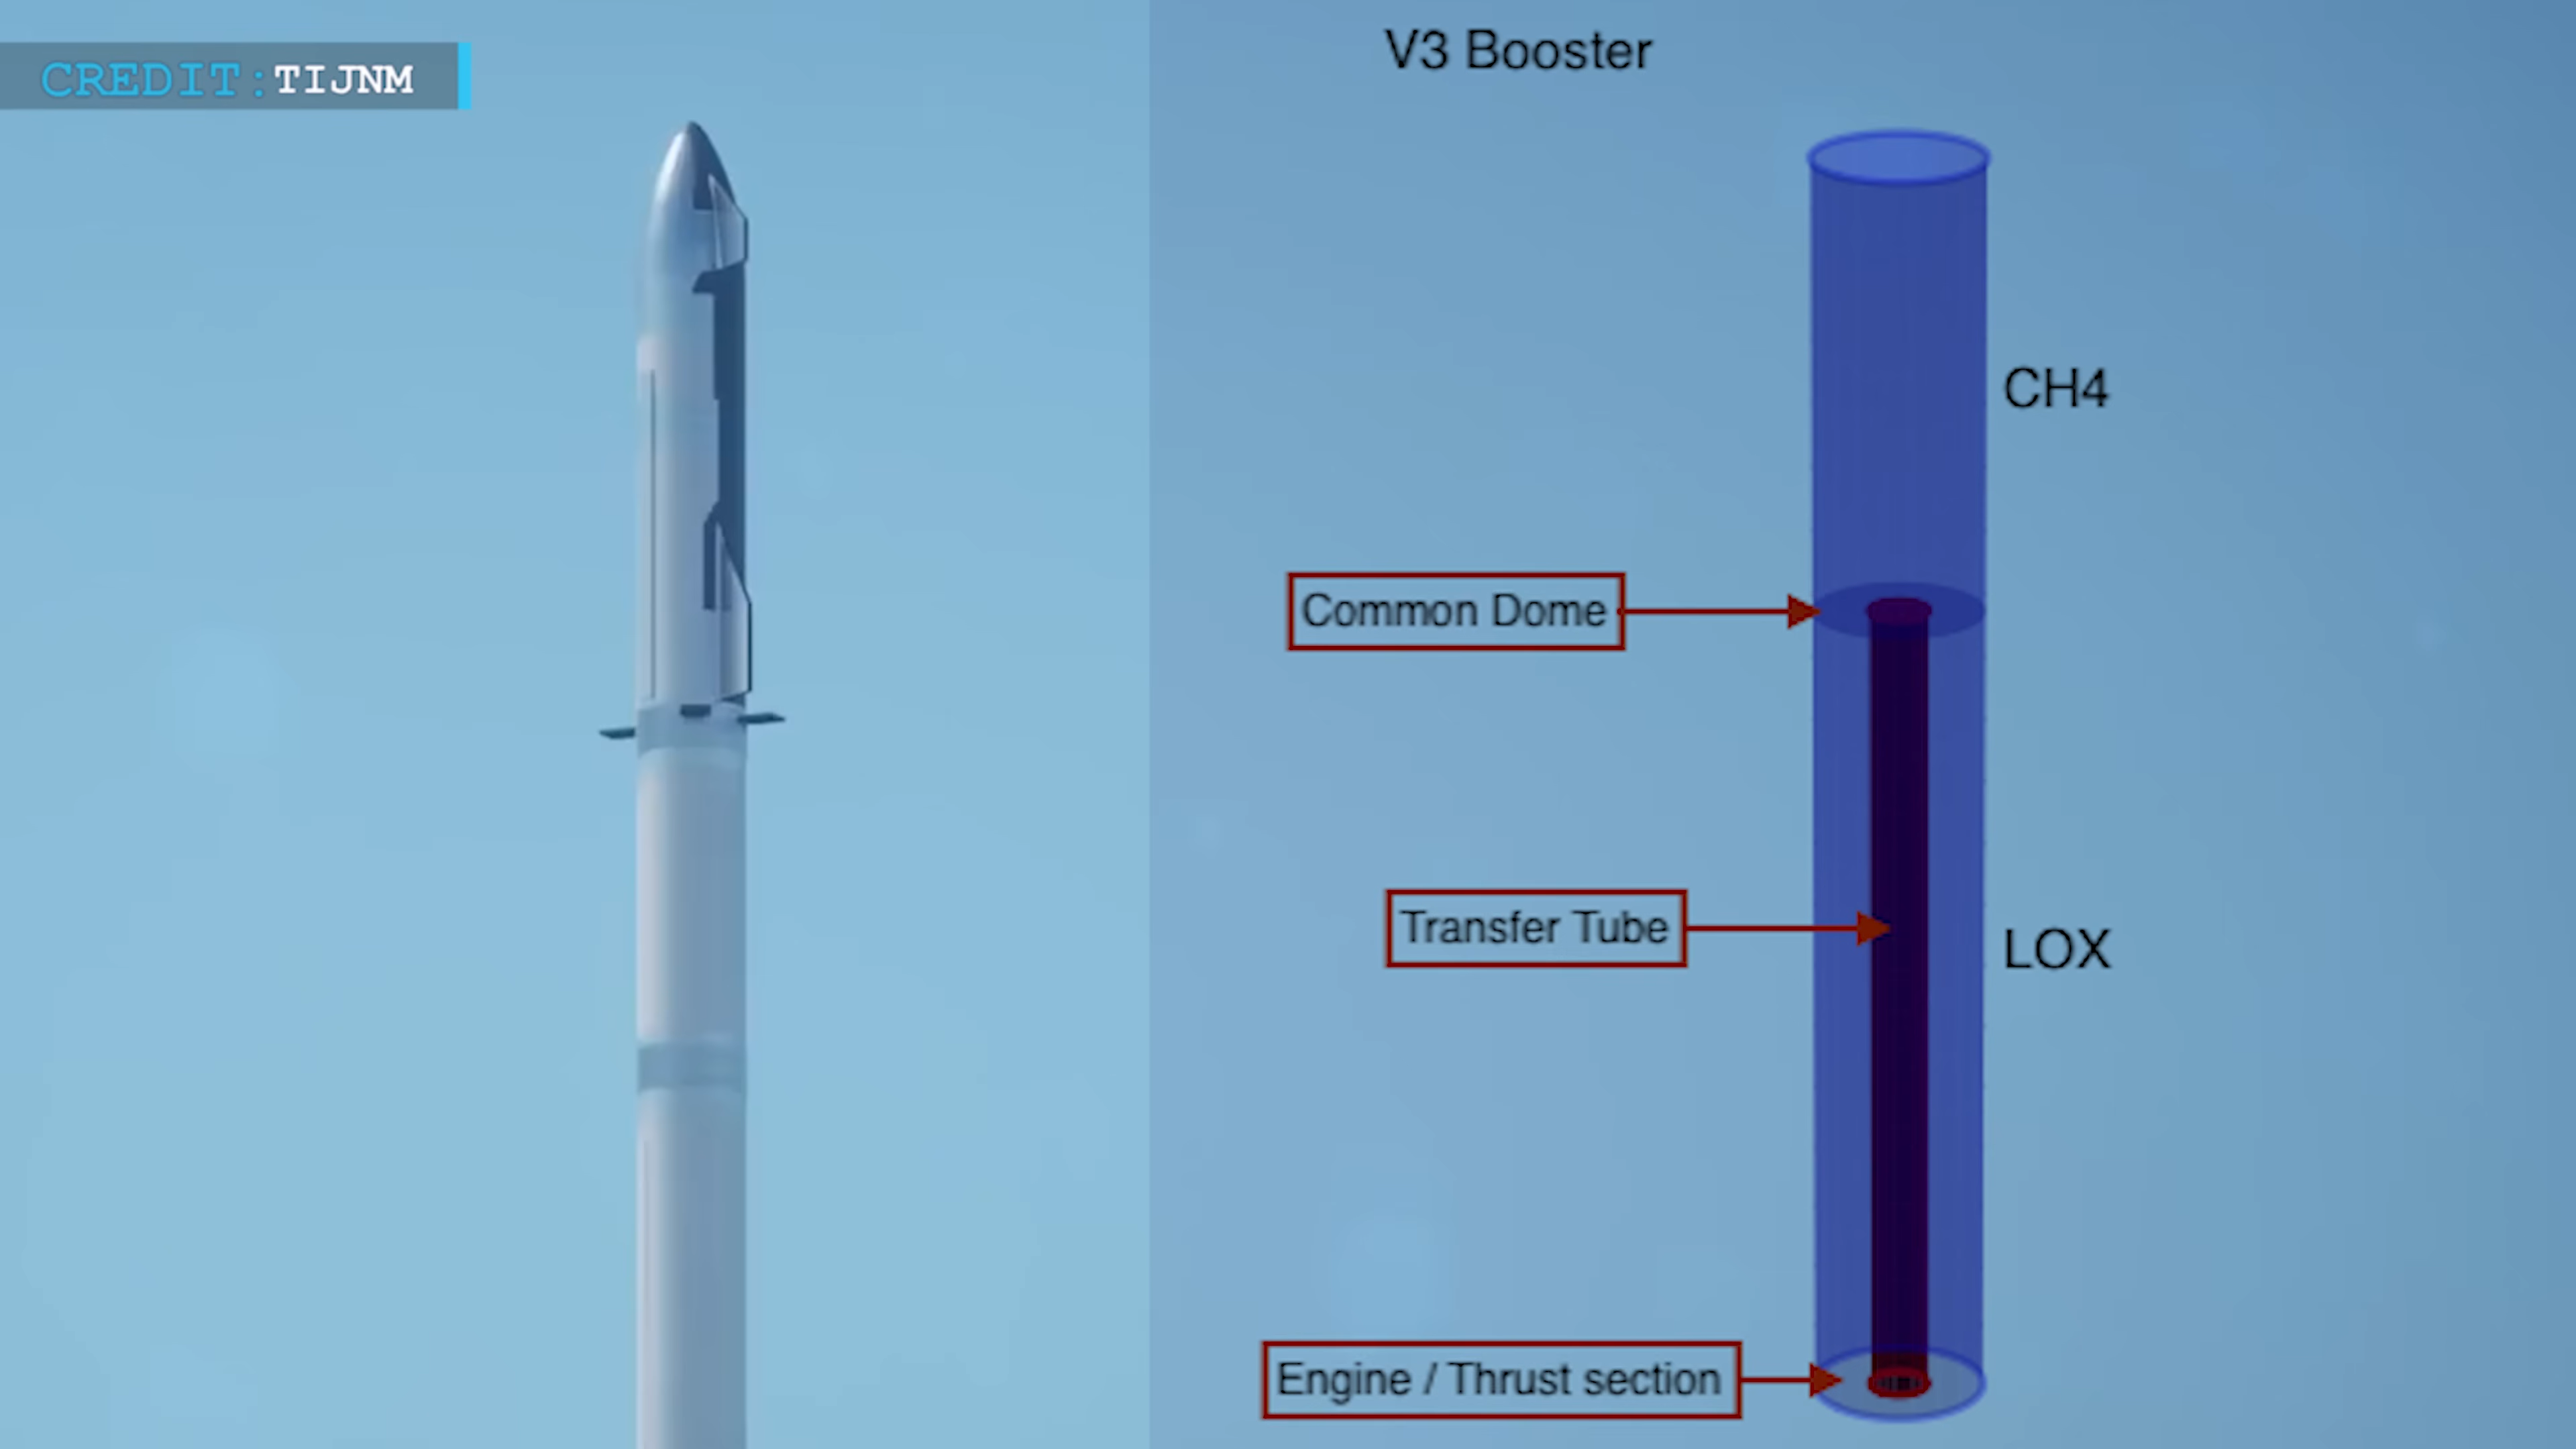 CREDIT:TIJNM
V3 Booster
CH4
Common Dome
Transfer Tube
LOX
Engine / Thrust section